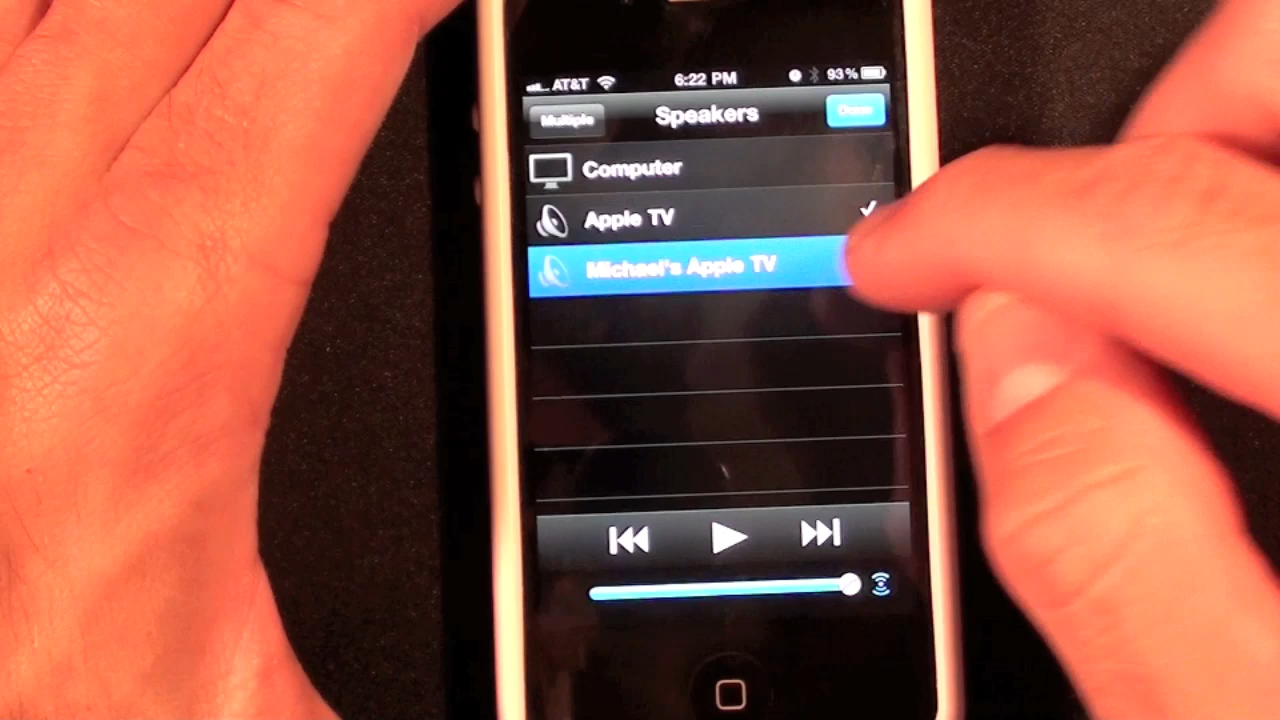 AT&T 6:22 PM 93%
Multiple Speakers Done
Computer
Apple TV
Michael's Apple TV